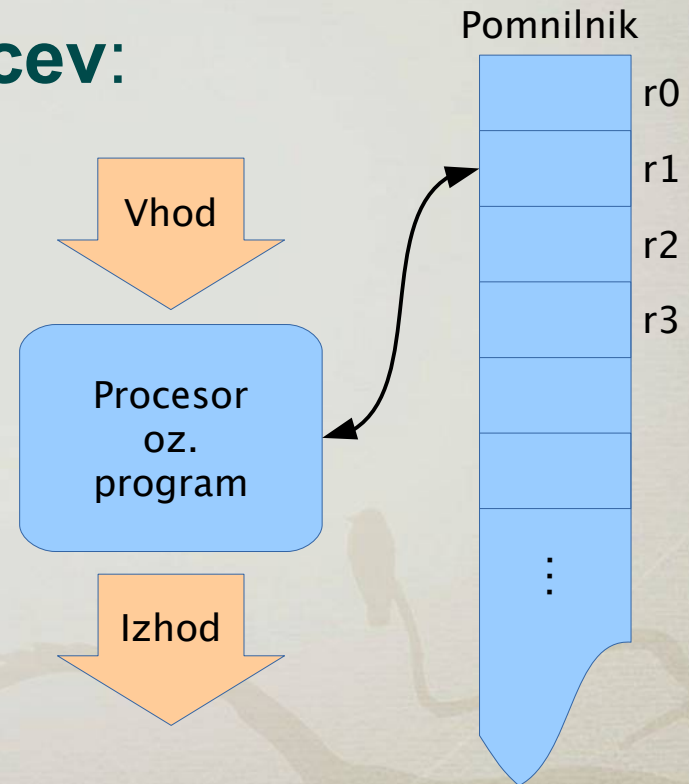 cev:
Pomnilnik
r0
r1
r2
r3
⋮
Vhod
Procesor
oz.
program
Izhod